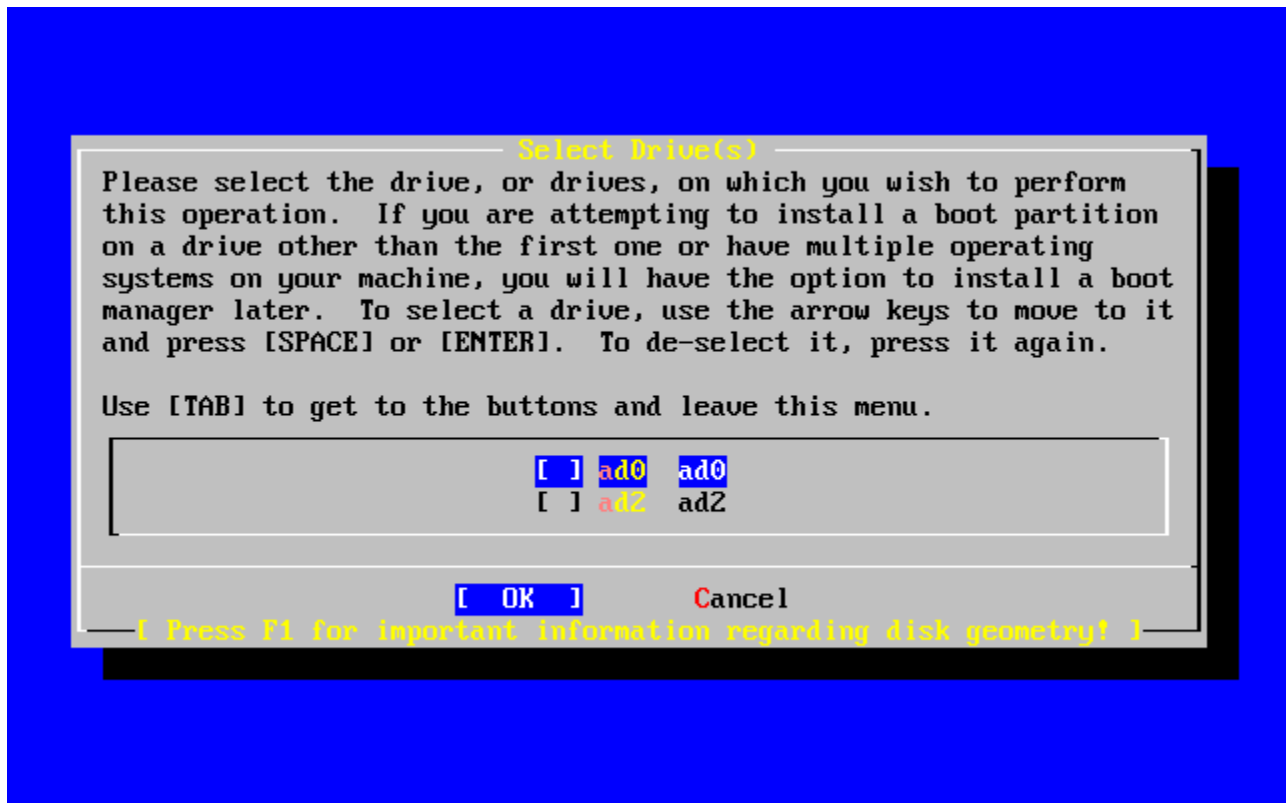 Select Drive(s)
Please select the drive, or drives, on which you wish to perform
this operation.  If you are attempting to install a boot partition
on a drive other than the first one or have multiple operating
systems on your machine, you will have the option to install a boot
manager later.  To select a drive, use the arrow keys to move to it
and press [SPACE] or [ENTER].  To de-select it, press it again.
Use [TAB] to get to the buttons and leave this menu.
[ ] ad0  ad0
[ ] ad2  ad2
[  OK  ]       Cancel
[ Press F1 for important information regarding disk geometry! ]